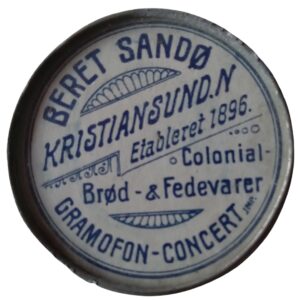 BERET SANDØ
KRISTIANSUND.N
Etableret 1896.
Colonial-
Brød-&Fedevarer
GRAMOFON-CONCERT